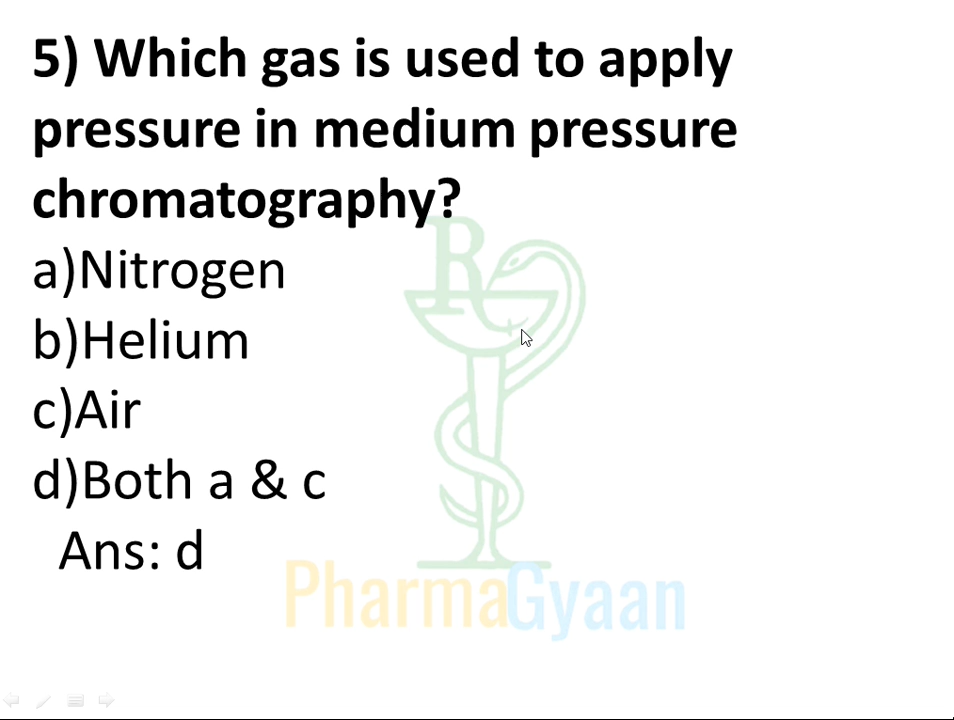 5) Which gas is used to apply
pressure in medium pressure
chromatography?
a)Nitrogen
b)Helium
c)Air
d)Both a & c
Ans: d
R
PharmaGyaan